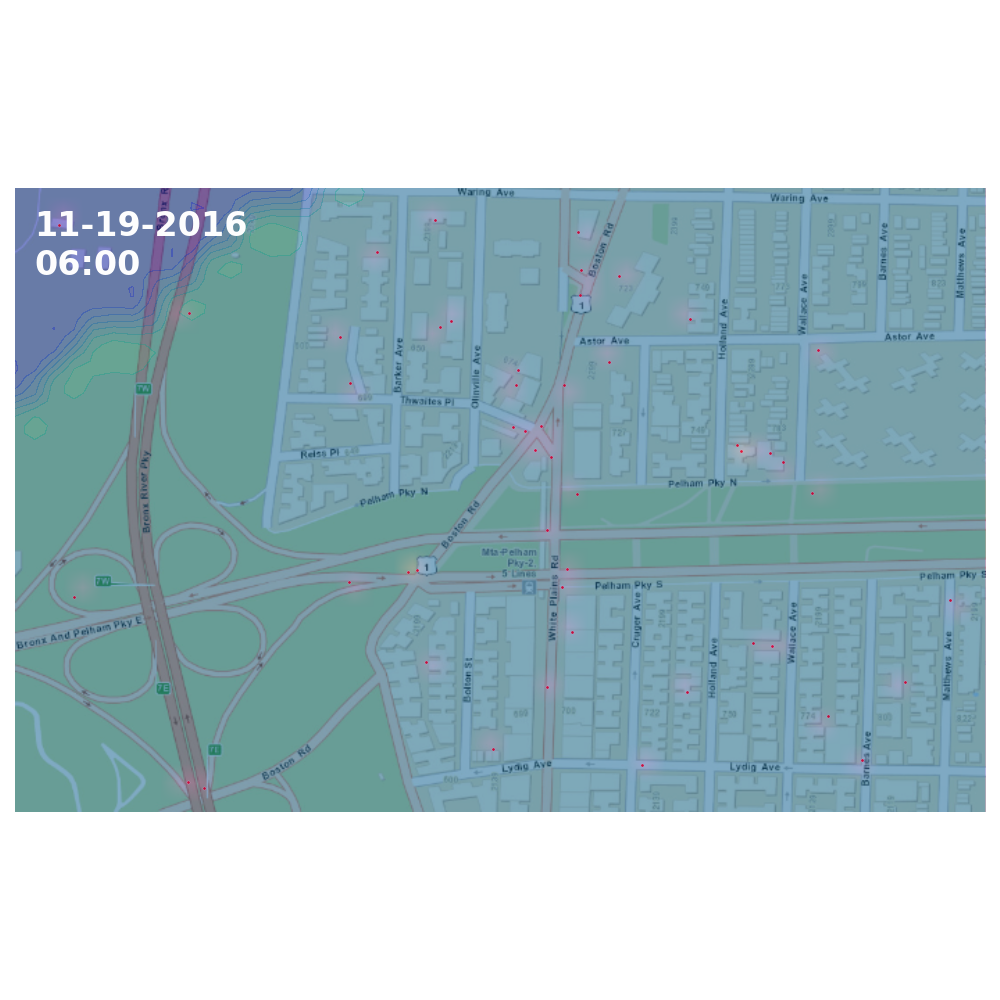 11-19-2016
06:00
Waring Ave
Waring Ave
Boston Rd
Barnes Ave
Matthews Ave
1
Wallace Ave
Holland Ave
Astor Ave
Astor Ave
Barker Ave
Olinville Ave
7W
Thwaites Pl
Reiss Pl
Bronx River Pky
Pelham Pky N
Pelham Pky N
Boston Rd
Mta-Pelham
Pky-2,
5 Lines
1
7W
White Plains Rd
Pelham Pky S
Pelham Pky S
Bronx And Pelham Pky E
Cruger Ave
Wallace Ave
Holland Ave
Matthews Ave
Bolton St
7E
7E
Boston Rd
Lydig Ave
Lydig Ave
Barnes Ave